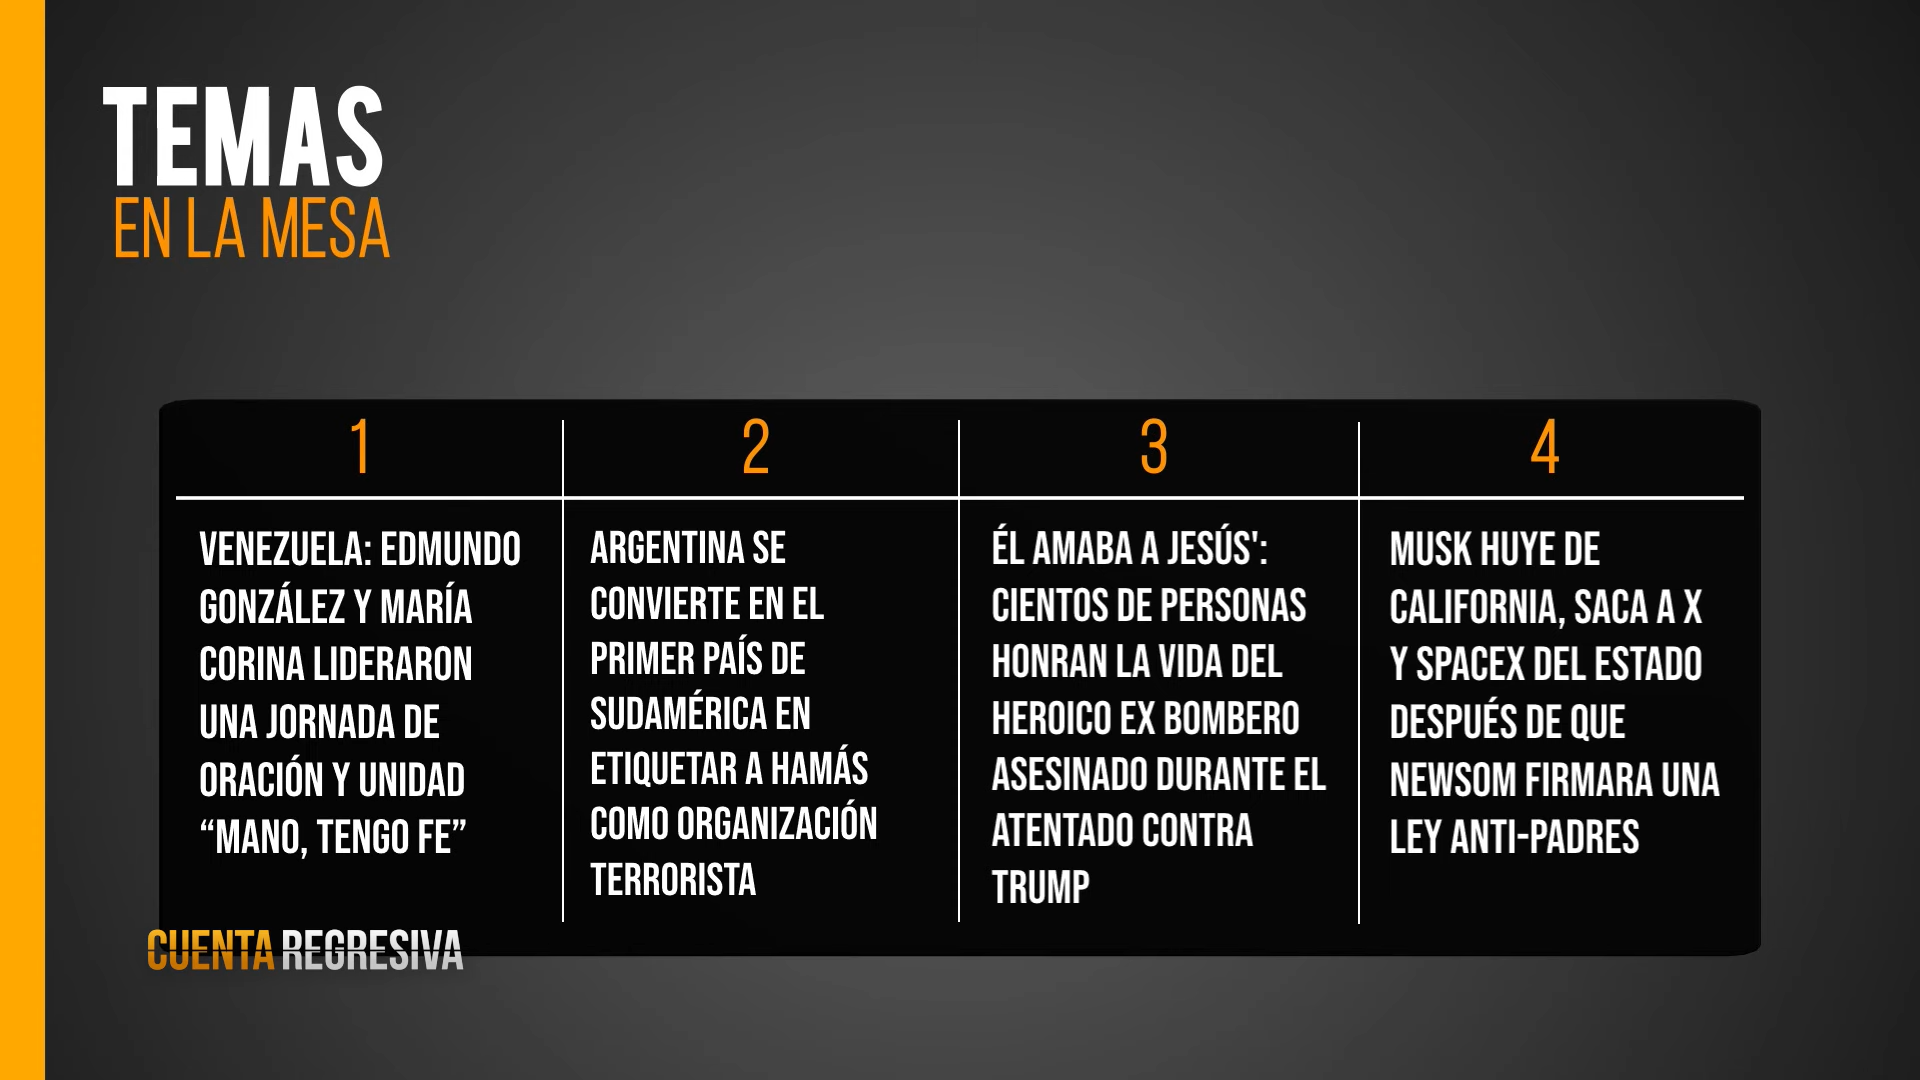 TEMAS
EN LA MESA
1
VENEZUELA: EDMUNDO
GONZÁLEZ Y MARÍA
CORINA LIDERARON
UNA JORNADA DE
ORACIÓN Y UNIDAD
“MANO, TENGO FE”
2
ARGENTINA SE
CONVIERTE EN EL
PRIMER PAÍS DE
SUDAMÉRICA EN
ETIQUETAR A HAMÁS
COMO ORGANIZACIÓN
TERRORISTA
3
ÉL AMABA A JESÚS':
CIENTOS DE PERSONAS
HONRAN LA VIDA DEL
HEROICO EX BOMBERO
ASESINADO DURANTE EL
ATENTADO CONTRA
TRUMP
4
MUSK HUYE DE
CALIFORNIA, SACA A X
Y SPACEX DEL ESTADO
DESPUÉS DE QUE
NEWSOM FIRMARA UNA
LEY ANTI-PADRES
CUENTA REGRESIVA